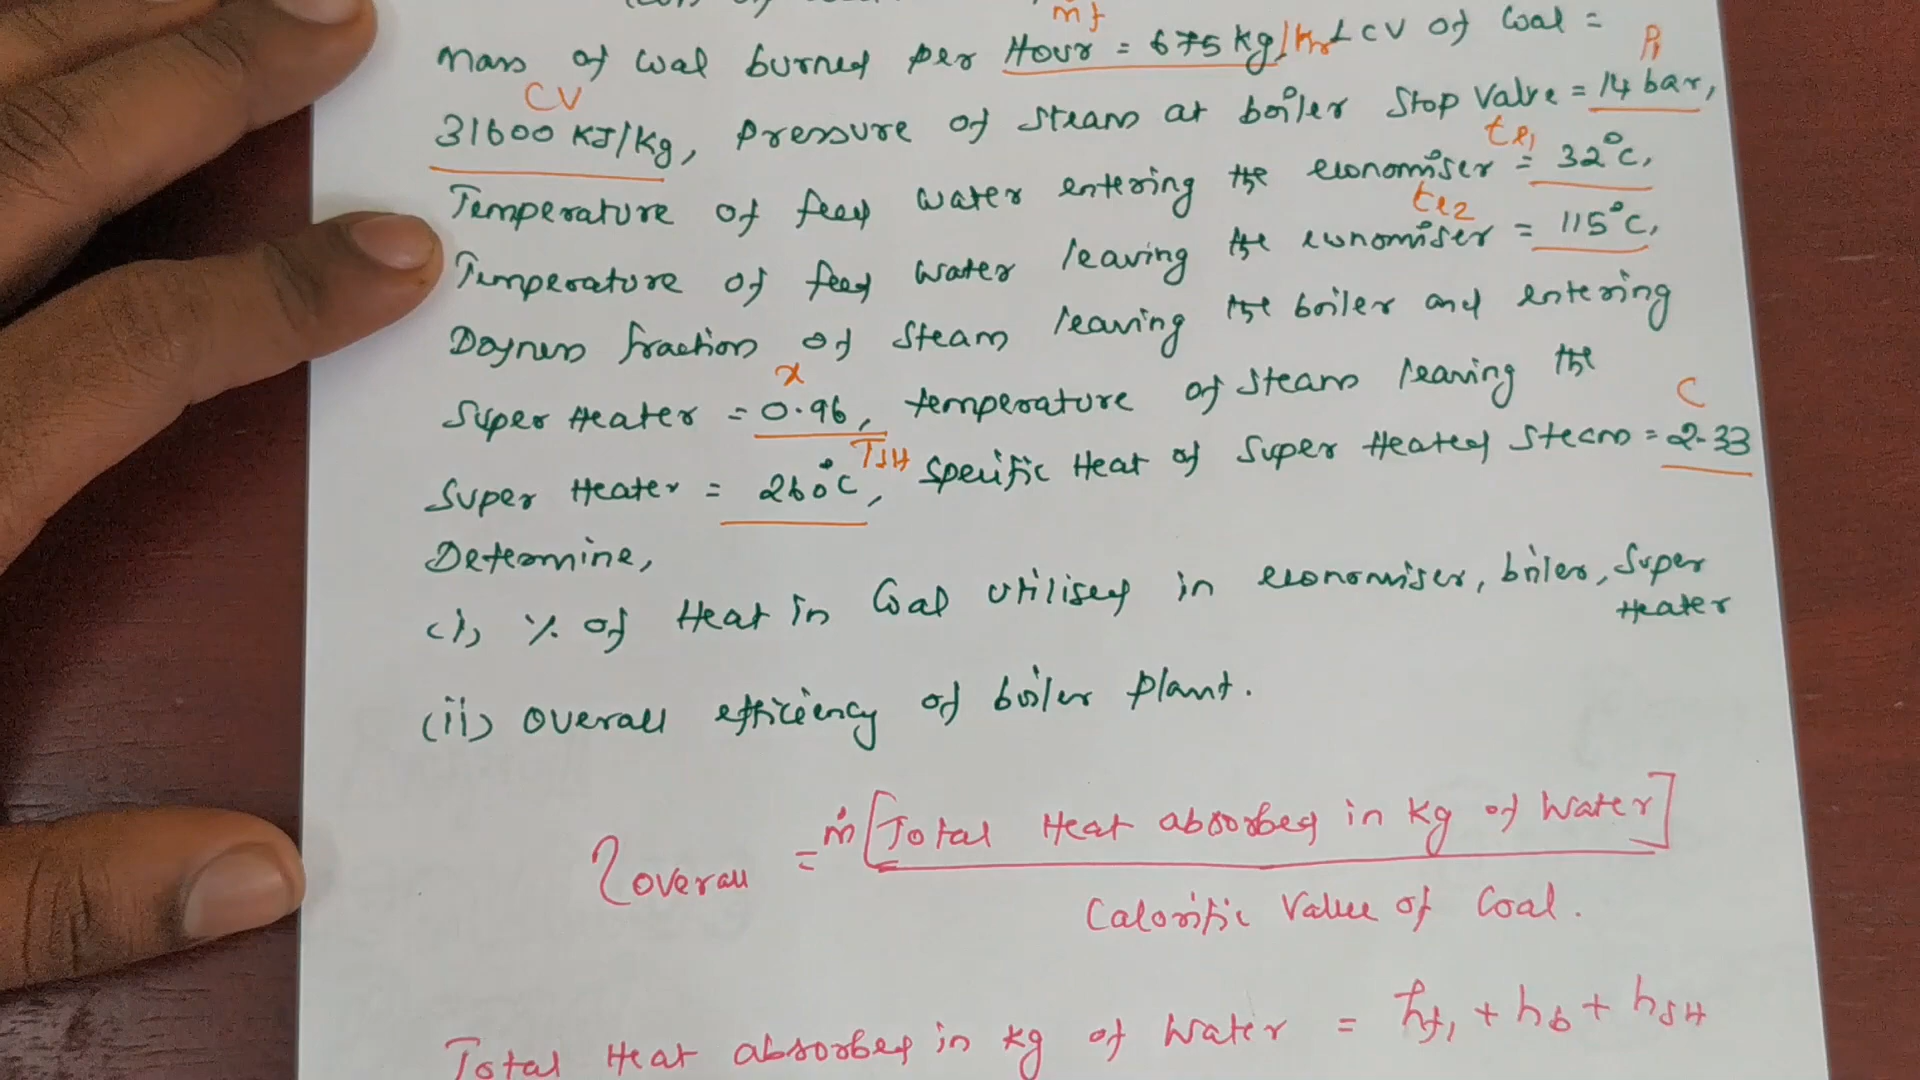 ṁf
Mass of Coal burned per Hour = 675 kg/hr LCV of Coal =
CV
P1
31600 KJ/kg, Pressure of steam at boiler Stop Valve = 14 bar,
te1
Temperature of feed water entering the economiser = 32°C,
te2
Temperature of feed water leaving the economiser = 115°C,
Dryness fraction of steam leaving the boiler and entering
x
Super Heater = 0.96, temperature of steam leaving the
TSH
C
Super Heater = 260°C, Specific Heat of Super Heated Steam = 2.33
Determine,
(i), % of Heat in Coal utilised in economiser, boiler, Super Heater
(ii) Overall efficiency of boiler plant.
η overall = ṁ [Total Heat absorbed in kg of Water]
Calorific Value of Coal.
Total Heat absorbed in kg of Water = hf1 + hb + hSH